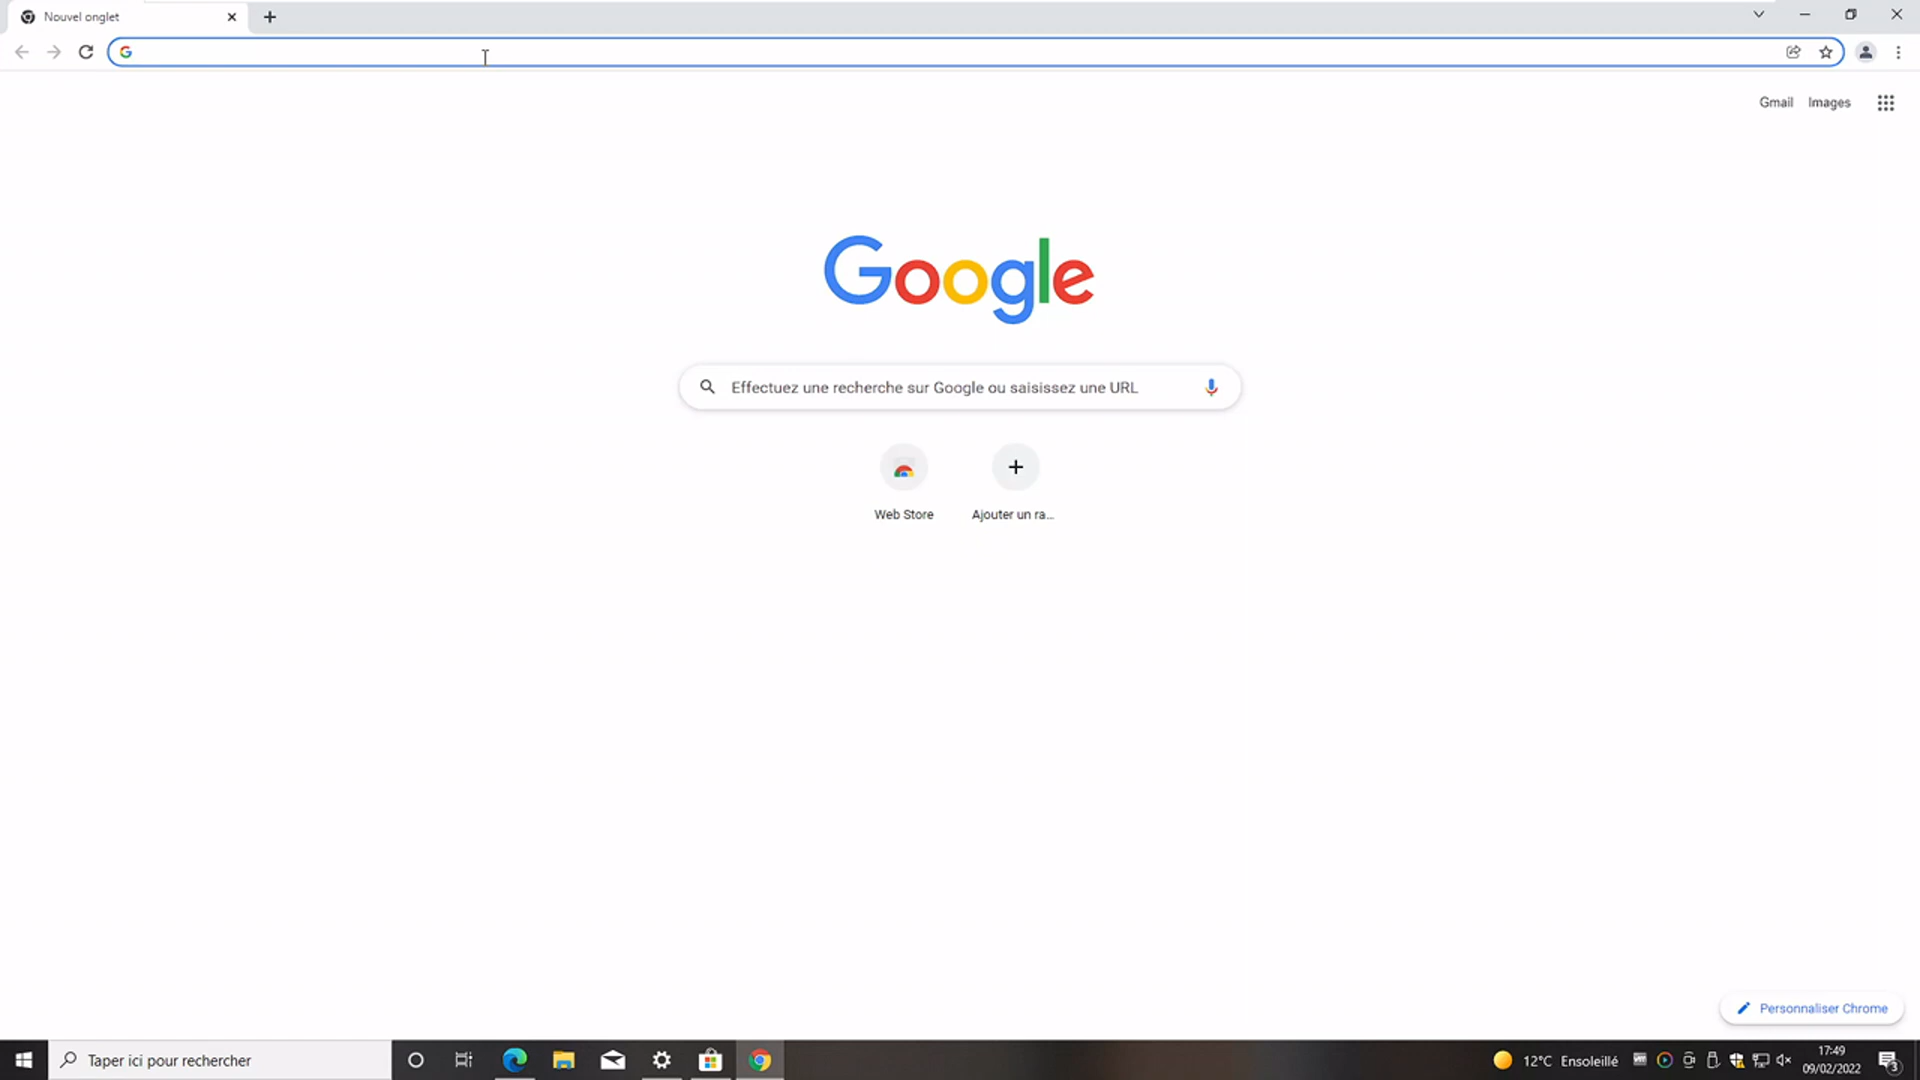 Nouvel onglet
Gmail Images
Google
Effectuez une recherche sur Google ou saisissez une URL
Web Store
Ajouter un ra...
Personnaliser Chrome
Taper ici pour rechercher
12°C Ensoleillé
17:49
09/02/2022
3